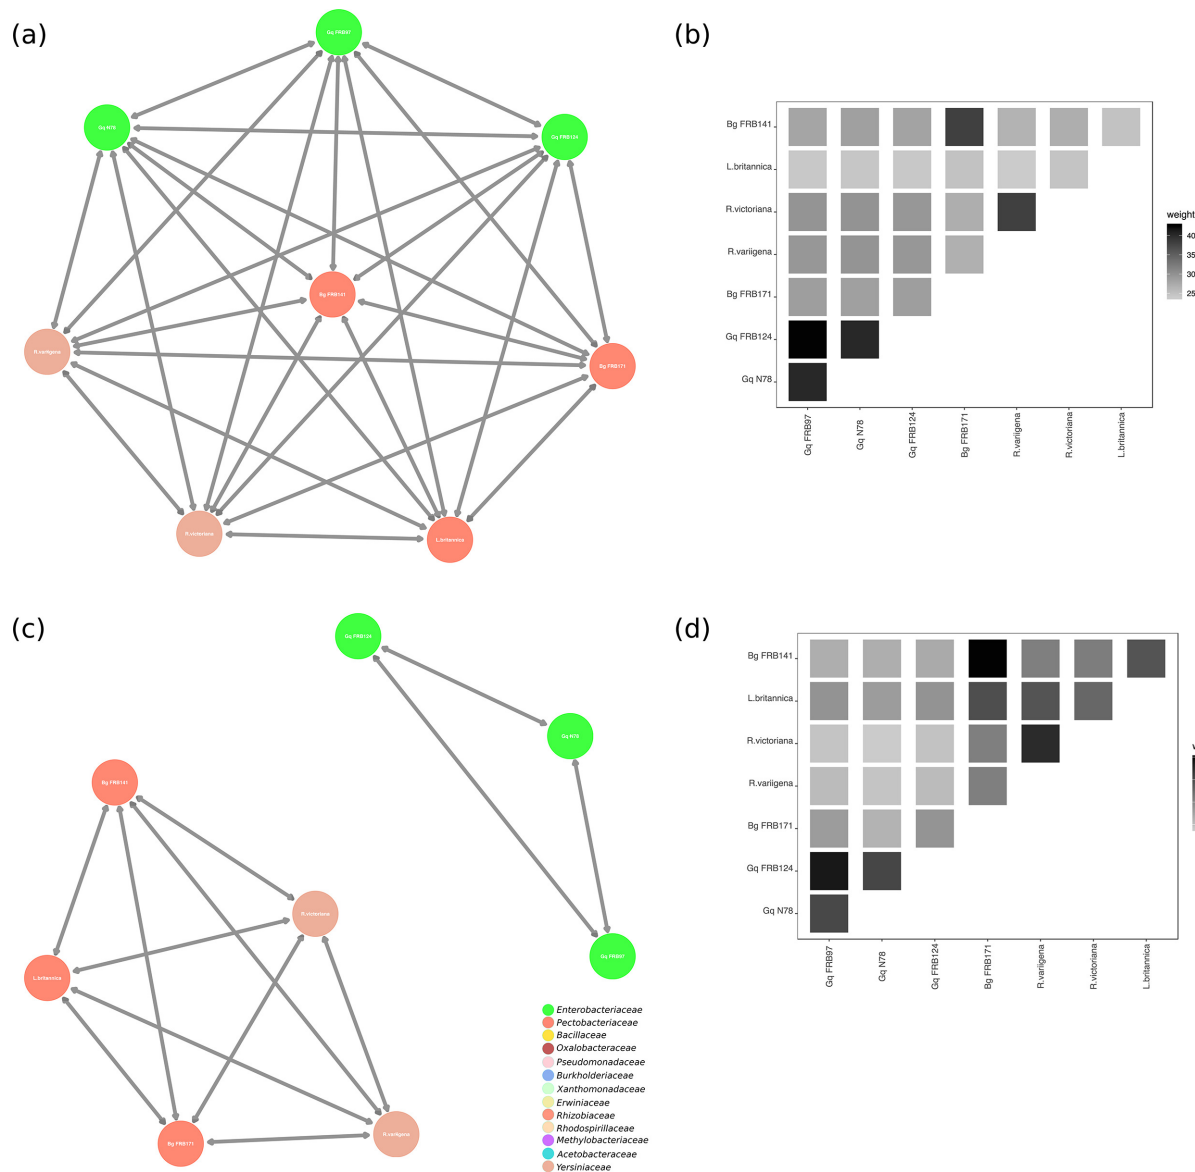 (a)
Gq FRB97
Gq N78
Gq FRB124
Bg FRB141
R.variigena
Bg FRB171
R.victoriana
L.britannica
(b)
Bg FRB141
L.britannica
R.victoriana
R.variigena
Bg FRB171
Gq FRB124
Gq N78
Gq FRB97
Gq N78
Gq FRB124
Bg FRB171
R.variigena
R.victoriana
L.britannica
weight
40
35
30
25
(c)
Gq FRB124
Gq N78
Bg FRB141
R.victoriana
L.britannica
Gq FRB97
Bg FRB171
R.variigena
Enterobacteriaceae
Pectobacteriaceae
Bacillaceae
Oxalobacteraceae
Pseudomonadaceae
Burkholderiaceae
Xanthomonadaceae
Erwiniaceae
Rhizobiaceae
Rhodospirillaceae
Methylobacteriaceae
Acetobacteraceae
Yersiniaceae
(d)
Bg FRB141
L.britannica
R.victoriana
R.variigena
Bg FRB171
Gq FRB124
Gq N78
Gq FRB97
Gq N78
Gq FRB124
Bg FRB171
R.variigena
R.victoriana
L.britannica